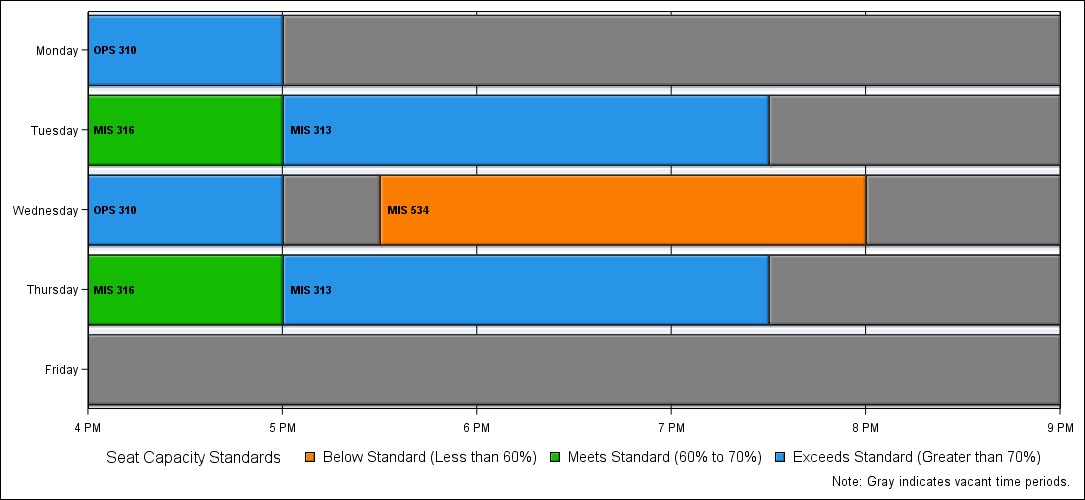 Monday
OPS 310
Tuesday
MIS 316
MIS 313
Wednesday
OPS 310
MIS 534
Thursday
MIS 316
MIS 313
Friday
4 PM 5 PM 6 PM 7 PM 8 PM 9 PM
Seat Capacity Standards Below Standard (Less than 60%) Meets Standard (60% to 70%) Exceeds Standard (Greater than 70%)
Note: Gray indicates vacant time periods.